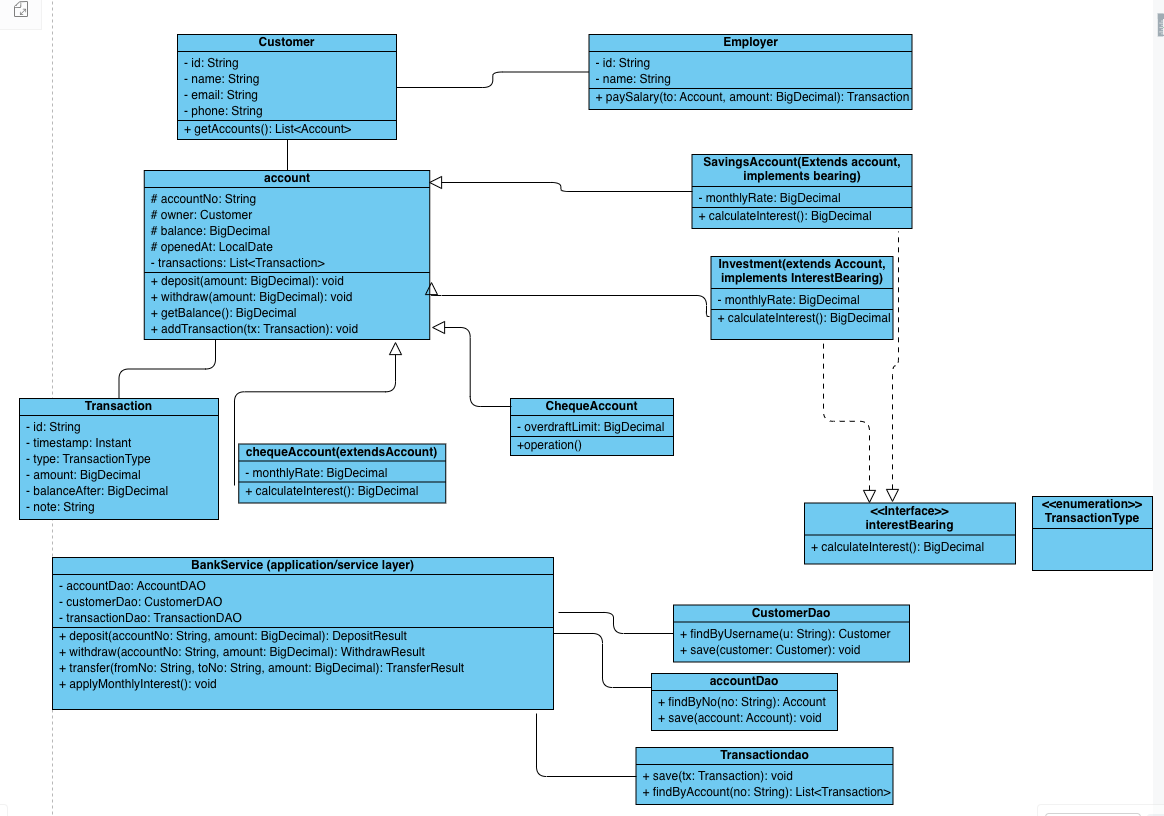 Customer
- id: String
- name: String
- email: String
- phone: String
+ getAccounts(): List<Account>
Employer
- id: String
- name: String
+ paySalary(to: Account, amount: BigDecimal): Transaction
account
# accountNo: String
# owner: Customer
# balance: BigDecimal
# openedAt: LocalDate
- transactions: List<Transaction>
+ deposit(amount: BigDecimal): void
+ withdraw(amount: BigDecimal): void
+ getBalance(): BigDecimal
+ addTransaction(tx: Transaction): void
SavingsAccount(Extends account,
implements bearing)
- monthlyRate: BigDecimal
+ calculateInterest(): BigDecimal
Investment(extends Account,
implements InterestBearing)
- monthlyRate: BigDecimal
+ calculateInterest(): BigDecimal
Transaction
- id: String
- timestamp: Instant
- type: TransactionType
- amount: BigDecimal
- balanceAfter: BigDecimal
- note: String
chequeAccount(extendsAccount)
- monthlyRate: BigDecimal
+ calculateInterest(): BigDecimal
ChequeAccount
- overdraftLimit: BigDecimal
+operation()
<<Interface>>
interestBearing
+ calculateInterest(): BigDecimal
<<enumeration>>
TransactionType
BankService (application/service layer)
- accountDao: AccountDAO
- customerDao: CustomerDAO
- transactionDao: TransactionDAO
+ deposit(accountNo: String, amount: BigDecimal): DepositResult
+ withdraw(accountNo: String, amount: BigDecimal): WithdrawResult
+ transfer(fromNo: String, toNo: String, amount: BigDecimal): TransferResult
+ applyMonthlyInterest(): void
CustomerDao
+ findByUsername(u: String): Customer
+ save(customer: Customer): void
accountDao
+ findByNo(no: String): Account
+ save(account: Account): void
Transactiondao
+ save(tx: Transaction): void
+ findByAccount(no: String): List<Transaction>